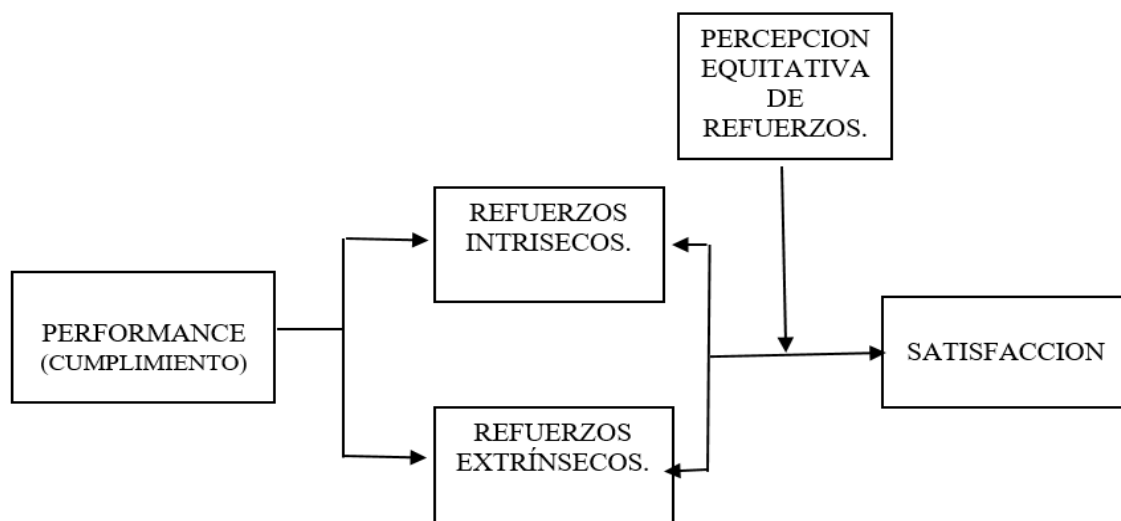 PERCEPCION
EQUITATIVA
DE
REFUERZOS.
REFUERZOS
INTRISECOS.
PERFORMANCE
(CUMPLIMIENTO)
SATISFACCION
REFUERZOS
EXTRÍNSECOS.